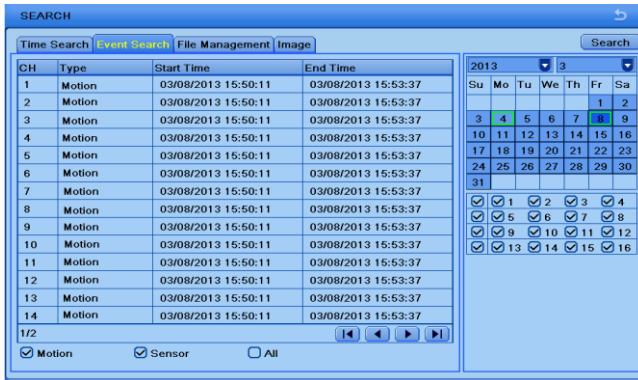 SEARCH
Time Search Event Search File Management Image Search
CH Type Start Time End Time
1 Motion 03/08/2013 15:50:11 03/08/2013 15:53:37
2 Motion 03/08/2013 15:50:11 03/08/2013 15:53:37
3 Motion 03/08/2013 15:50:11 03/08/2013 15:53:37
4 Motion 03/08/2013 15:50:11 03/08/2013 15:53:37
5 Motion 03/08/2013 15:50:11 03/08/2013 15:53:37
6 Motion 03/08/2013 15:50:11 03/08/2013 15:53:37
7 Motion 03/08/2013 15:50:11 03/08/2013 15:53:37
8 Motion 03/08/2013 15:50:11 03/08/2013 15:53:37
9 Motion 03/08/2013 15:50:11 03/08/2013 15:53:37
10 Motion 03/08/2013 15:50:11 03/08/2013 15:53:37
11 Motion 03/08/2013 15:50:11 03/08/2013 15:53:37
12 Motion 03/08/2013 15:50:11 03/08/2013 15:53:37
13 Motion 03/08/2013 15:50:11 03/08/2013 15:53:37
14 Motion 03/08/2013 15:50:11 03/08/2013 15:53:37
1/2
Motion Sensor All
2013 3
Su Mo Tu We Th Fr Sa
1 2
3 4 5 6 7 8 9
10 11 12 13 14 15 16
17 18 19 20 21 22 23
24 25 26 27 28 29 30
31
1 2 3 4
5 6 7 8
9 10 11 12
13 14 15 16